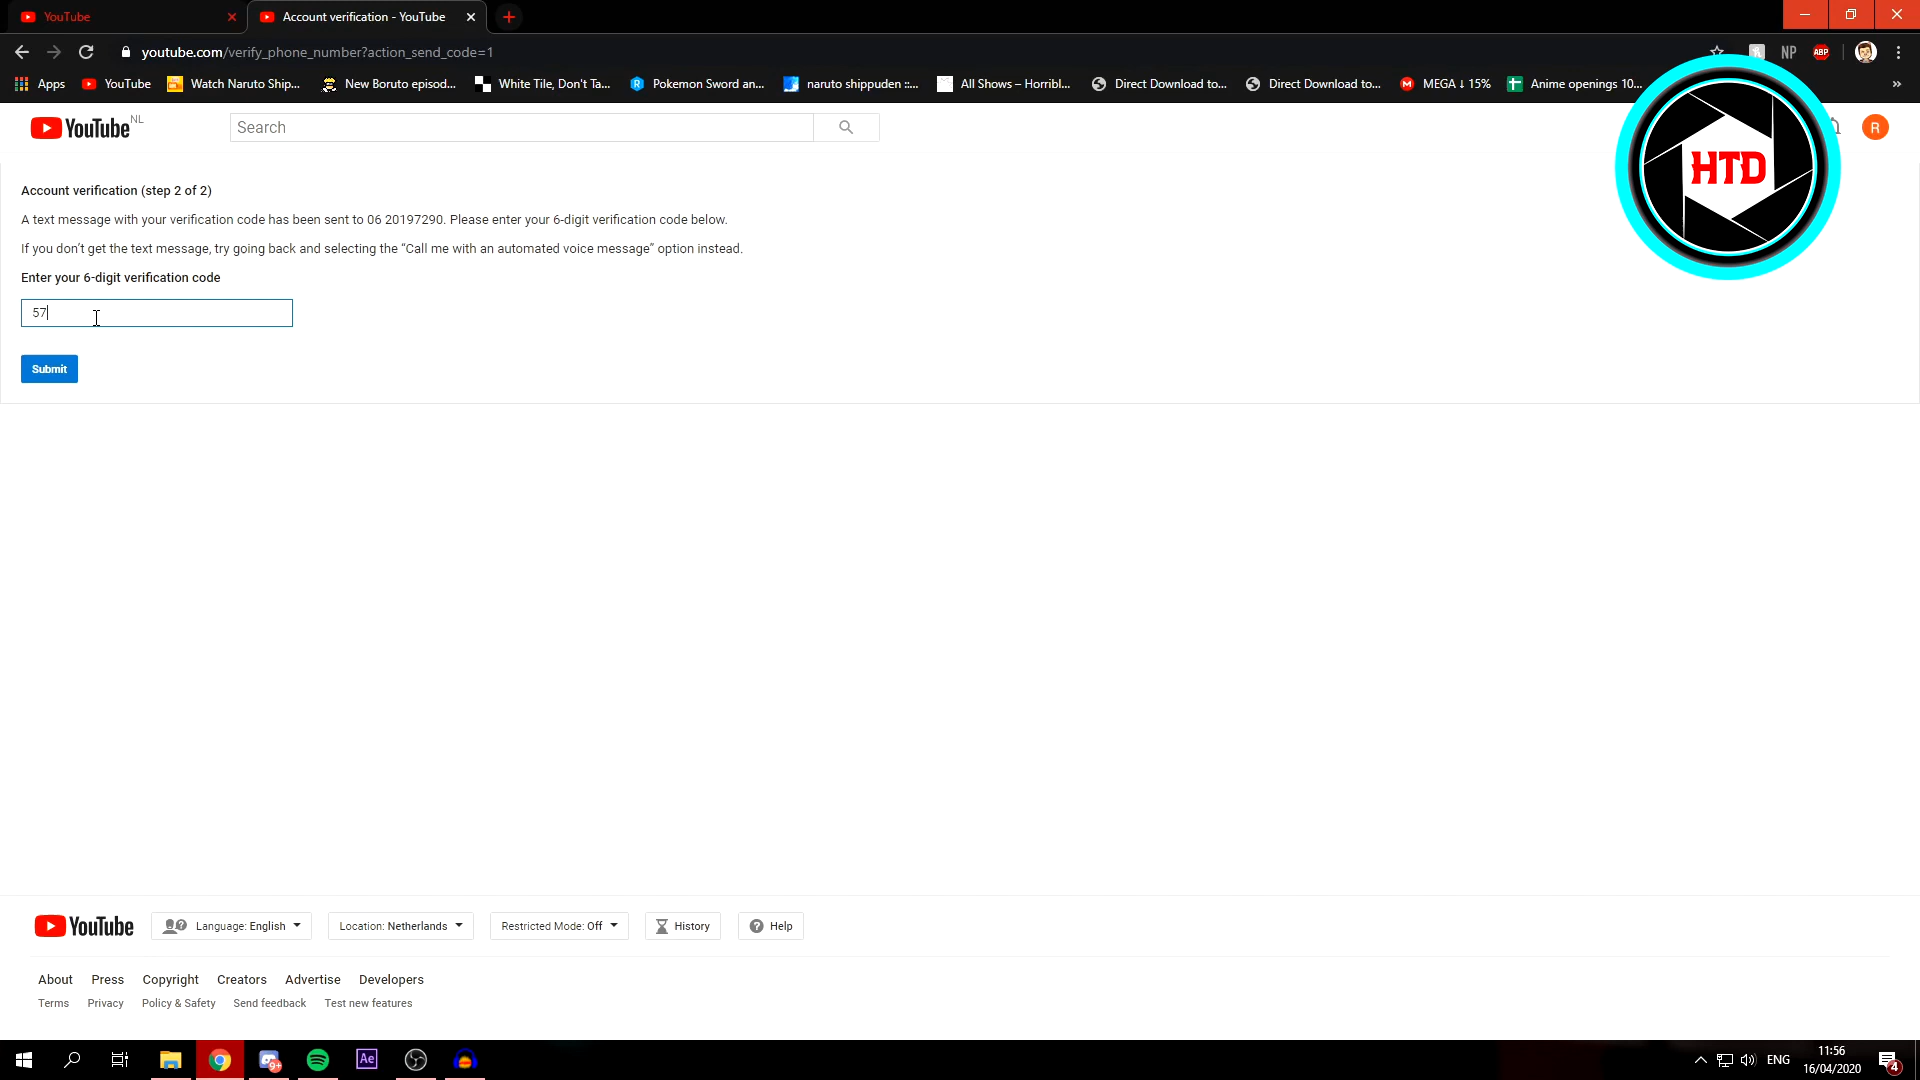 YouTube
Account verification - YouTube
youtube.com/verify_phone_number?action_send_code=1
NP
ABP
Apps
YouTube
Watch Naruto Ship...
New Boruto episod...
White Tile, Don't Ta...
Pokemon Sword an...
naruto shippuden ::...
All Shows – Horribl...
Direct Download to...
Direct Download to...
MEGA ↓ 15%
Anime openings 10...
»
YouTube NL
Search
R
HTD
Account verification (step 2 of 2)
A text message with your verification code has been sent to 06 20197290. Please enter your 6-digit verification code below.
If you don’t get the text message, try going back and selecting the “Call me with an automated voice message” option instead.
Enter your 6-digit verification code
57
Submit
YouTube
Language: English
Location: Netherlands
Restricted Mode: Off
History
Help
About Press Copyright Creators Advertise Developers
Terms Privacy Policy & Safety Send feedback Test new features
9+
Ae
ENG
11:56
16/04/2020
4